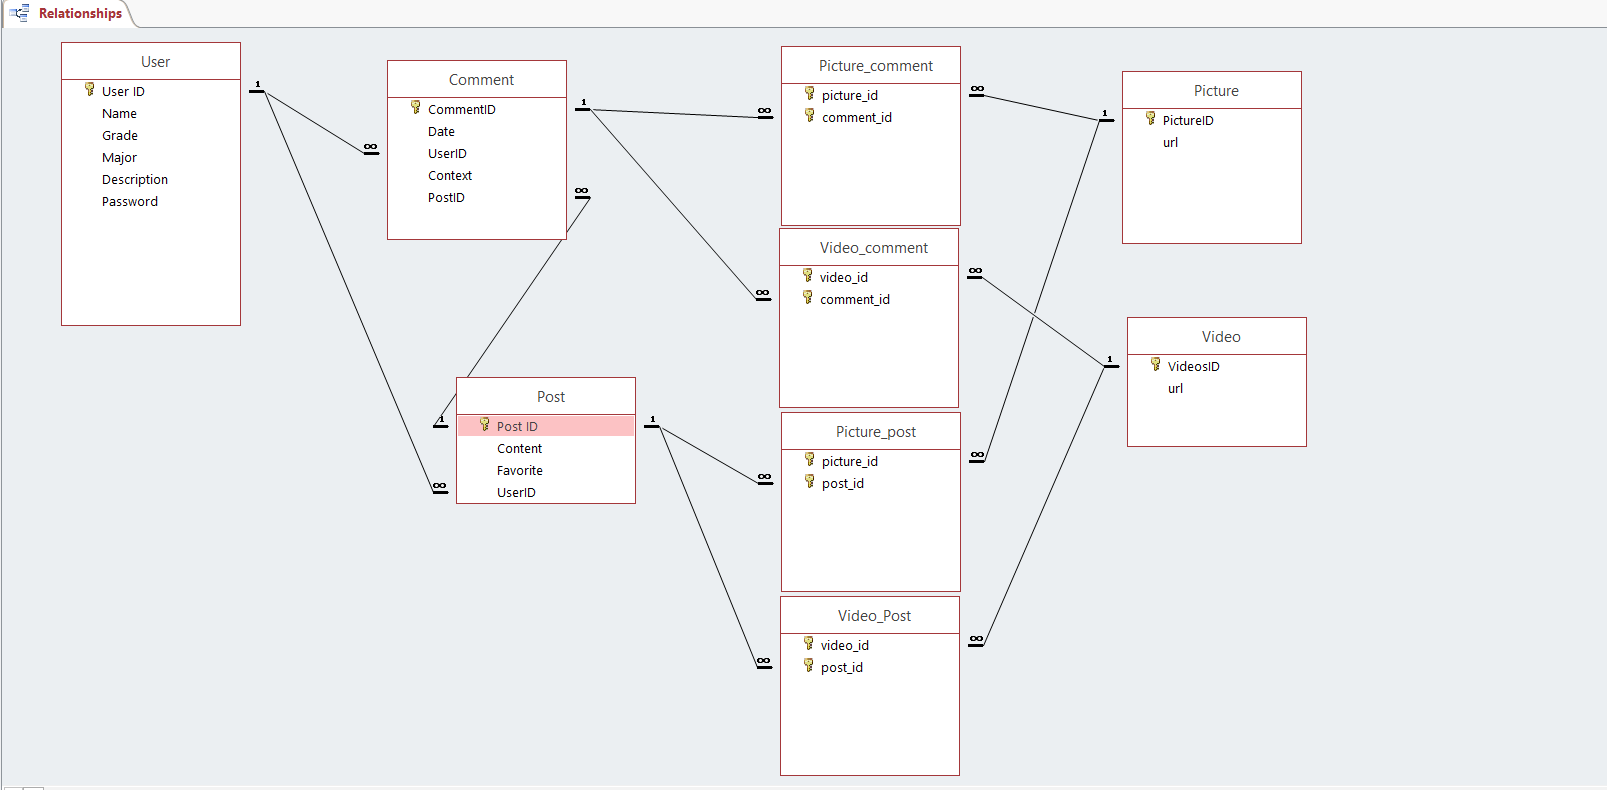 Relationships
User
User ID
Name
Grade
Major
Description
Password
1
∞
∞
Comment
CommentID
Date
UserID
Context
PostID
1
∞
∞
∞
Post
Post ID
Content
Favorite
UserID
1
1
∞
∞
Picture_comment
picture_id
comment_id
∞
Video_comment
video_id
comment_id
∞
Picture_post
picture_id
post_id
∞
Video_Post
video_id
post_id
∞
Picture
PictureID
url
1
Video
VideosID
url
1